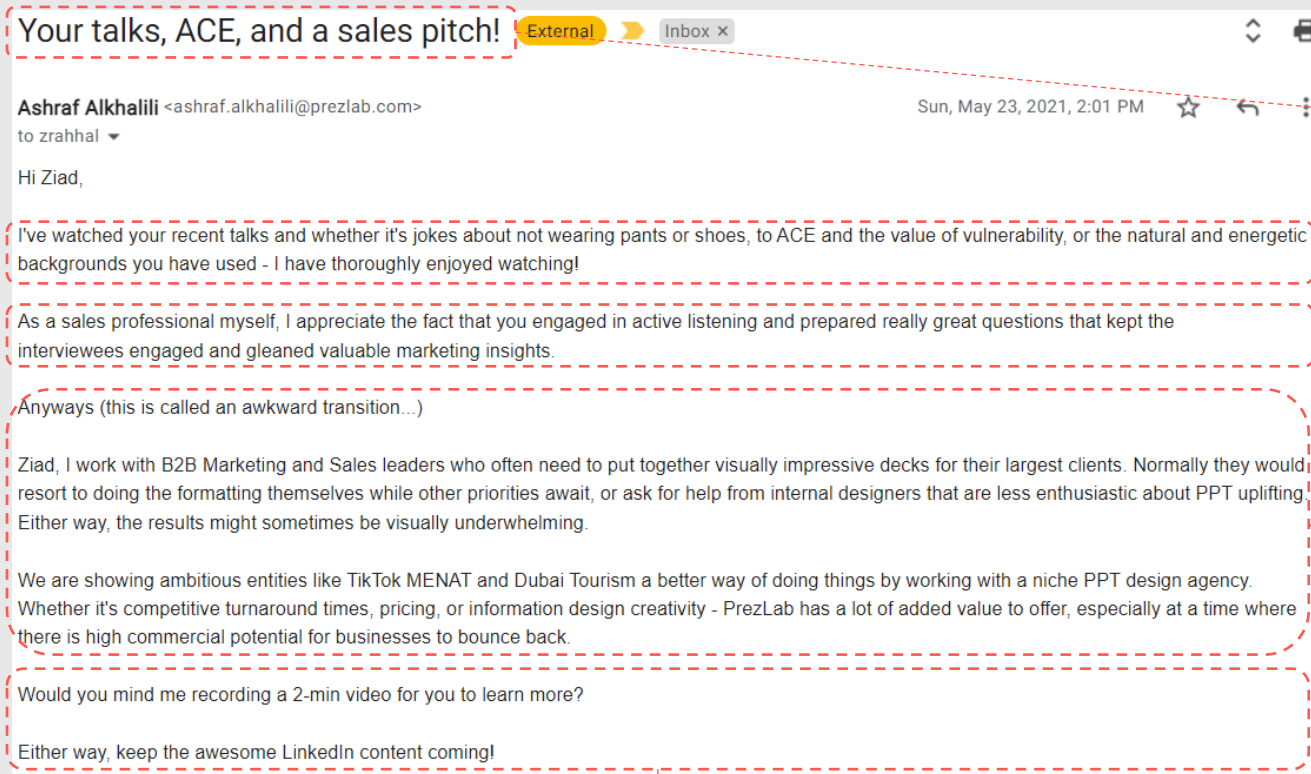 Your talks, ACE, and a sales pitch! External Inbox ×
Ashraf Alkhalili <ashraf.alkhalili@prezlab.com> Sun, May 23, 2021, 2:01 PM
to zrahhal
Hi Ziad,
I've watched your recent talks and whether it's jokes about not wearing pants or shoes, to ACE and the value of vulnerability, or the natural and energetic
backgrounds you have used - I have thoroughly enjoyed watching!
As a sales professional myself, I appreciate the fact that you engaged in active listening and prepared really great questions that kept the
interviewees engaged and gleaned valuable marketing insights.
Anyways (this is called an awkward transition...)
Ziad, I work with B2B Marketing and Sales leaders who often need to put together visually impressive decks for their largest clients. Normally they would
resort to doing the formatting themselves while other priorities await, or ask for help from internal designers that are less enthusiastic about PPT uplifting.
Either way, the results might sometimes be visually underwhelming.
We are showing ambitious entities like TikTok MENAT and Dubai Tourism a better way of doing things by working with a niche PPT design agency.
Whether it's competitive turnaround times, pricing, or information design creativity - PrezLab has a lot of added value to offer, especially at a time where
there is high commercial potential for businesses to bounce back.
Would you mind me recording a 2-min video for you to learn more?
Either way, keep the awesome LinkedIn content coming!